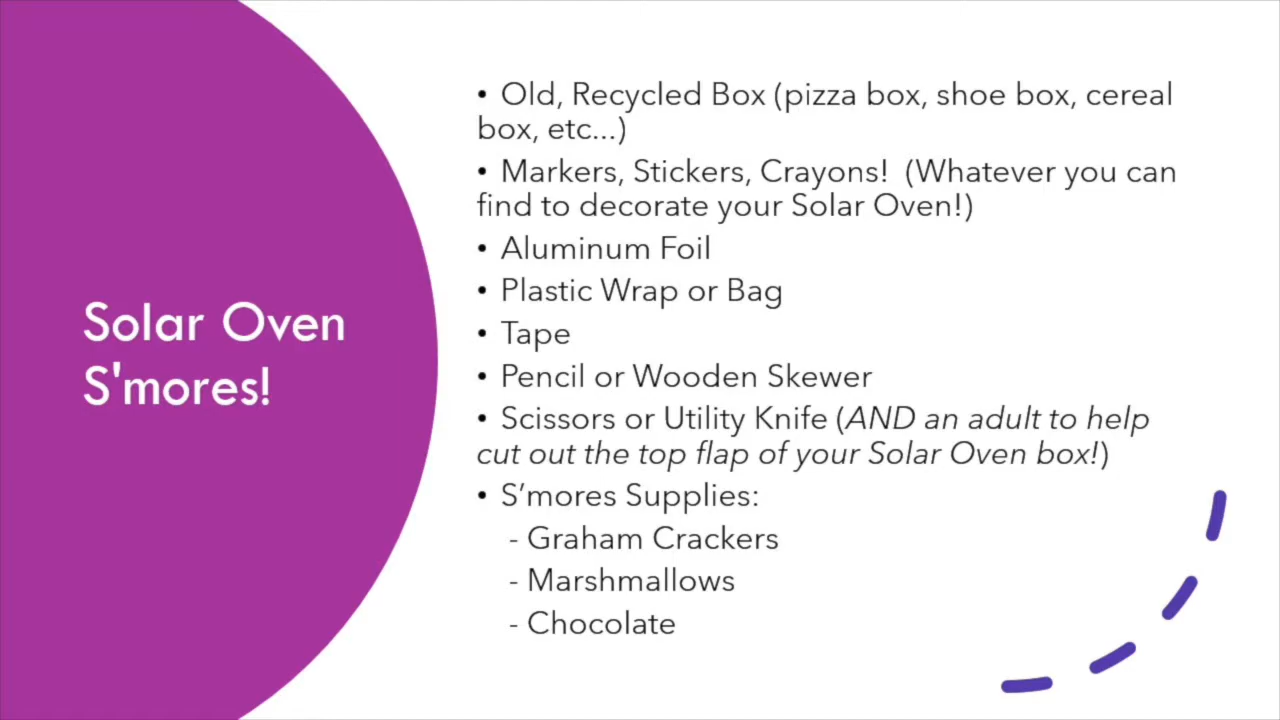 Solar Oven
S'mores!
• Old, Recycled Box (pizza box, shoe box, cereal
box, etc...)
• Markers, Stickers, Crayons!  (Whatever you can
find to decorate your Solar Oven!)
• Aluminum Foil
• Plastic Wrap or Bag
• Tape
• Pencil or Wooden Skewer
• Scissors or Utility Knife (AND an adult to help
cut out the top flap of your Solar Oven box!)
• S’mores Supplies:
- Graham Crackers
- Marshmallows
- Chocolate